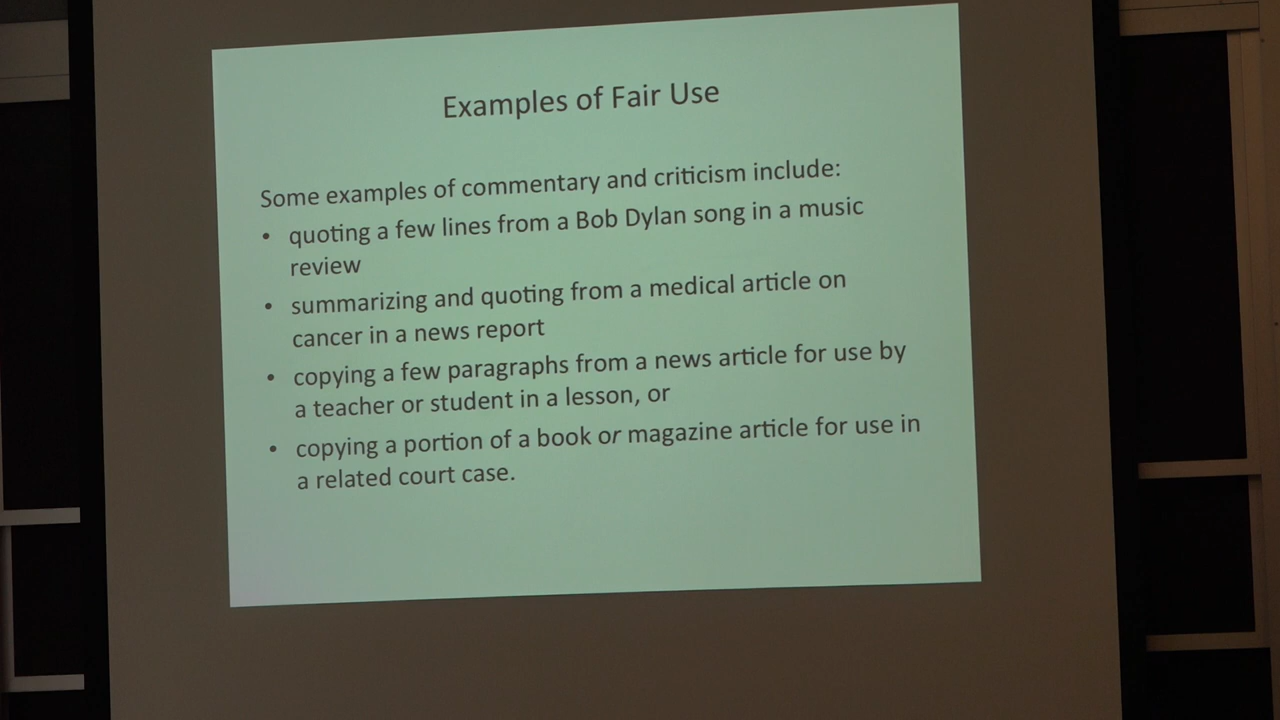 Examples of Fair Use
Some examples of commentary and criticism include:
• quoting a few lines from a Bob Dylan song in a music
review
• summarizing and quoting from a medical article on
cancer in a news report
• copying a few paragraphs from a news article for use by
a teacher or student in a lesson, or
• copying a portion of a book or magazine article for use in
a related court case.